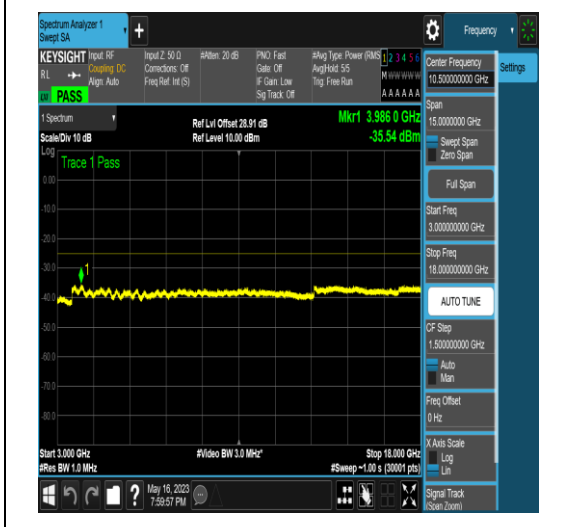 Spectrum Analyzer 1
Swept SA
+
Frequency
KEYSIGHT
RL
PASS
Input: RF
Coupling: DC
Align: Auto
Input Z: 50 Ω
Corrections: Off
Freq Ref: Int (S)
#Atten: 20 dB
PNO: Fast
Gate: Off
IF Gain: Low
Sig Track: Off
#Avg Type: Power (RMS)
Avg|Hold: 5/5
Trig: Free Run
1 2 3 4 5 6
M W W W W W
A A A A A A
1 Spectrum
Scale/Div 10 dB
Ref Lvl Offset 28.91 dB
Ref Level 10.00 dBm
Mkr1 3.986 0 GHz
-35.54 dBm
Log
Trace 1 Pass
0.00
-10.0
-20.0
-30.0
-40.0
-50.0
-60.0
-70.0
-80.0
1
Start 3.000 GHz
#Res BW 1.0 MHz
#Video BW 3.0 MHz*
Stop 18.000 GHz
#Sweep ~1.00 s (30001 pts)
May 16, 2023
7:59:57 PM
?
Center Frequency
10.500000000 GHz
Span
15.0000000 GHz
Swept Span
Zero Span
Full Span
Start Freq
3.000000000 GHz
Stop Freq
18.000000000 GHz
AUTO TUNE
CF Step
1.500000000 GHz
Auto
Man
Freq Offset
0 Hz
X Axis Scale
Log
Lin
Signal Track
(Span Zoom)
Settings